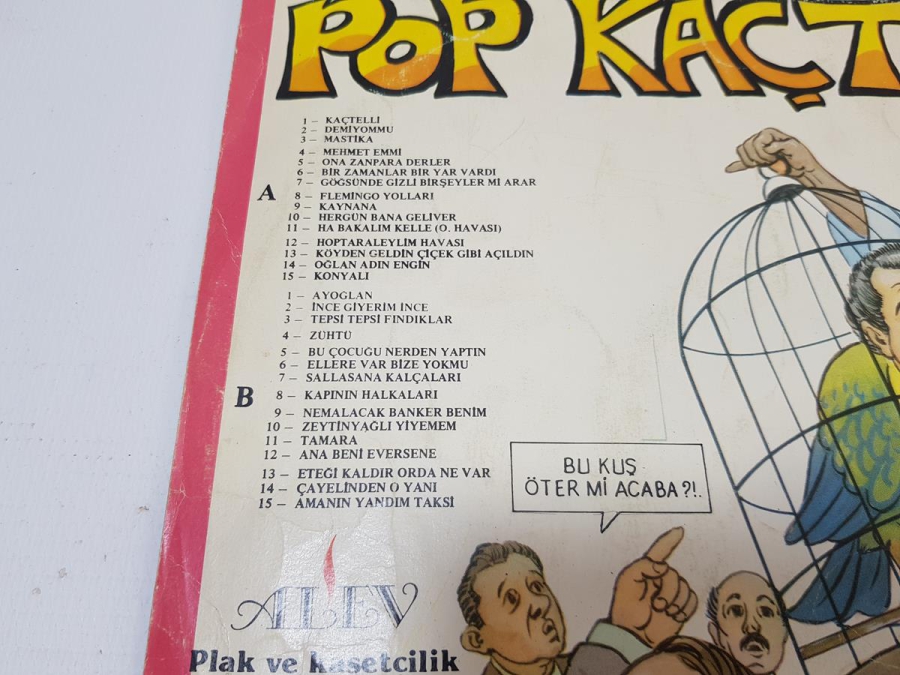 POP KAÇT
A
1 – KAÇTELLİ
2 – DEMİYOMMU
3 – MASTİKA
4 – MEHMET EMMİ
5 – ONA ZANPARA DERLER
6 – BİR ZAMANLAR BİR YAR VARDI
7 – GÖGSÜNDE GİZLİ BİRŞEYLER Mİ ARAR
8 – FLEMİNGO YOLLARI
9 – KAYNANA
10 – HERGÜN BANA GELİVER
11 – HA BAKALIM KELLE (O. HAVASI)
12 – HOPTARALEYLİM HAVASI
13 – KÖYDEN GELDİN ÇİÇEK GİBİ AÇILDIN
14 – OĞLAN ADIN ENGİN
15 – KONYALI
B
1 – AYOGLAN
2 – İNCE GİYERİM İNCE
3 – TEPSİ TEPSİ FINDIKLAR
4 – ZÜHTÜ
5 – BU ÇOCUĞU NERDEN YAPTIN
6 – ELLERE VAR BİZE YOKMU
7 – SALLASANA KALÇALARI
8 – KAPININ HALKALARI
9 – NEMALACAK BANKER BENİM
10 – ZEYTİNYAĞLI YİYEMEM
11 – TAMARA
12 – ANA BENİ EVERSENE
13 – ETEĞİ KALDIR ORDA NE VAR
14 – ÇAYELİNDEN O YANI
15 – AMANIN YANDIM TAKSİ
BU KUŞ
ÖTER Mİ ACABA?!.
ALEV
Plak ve kasetcilik